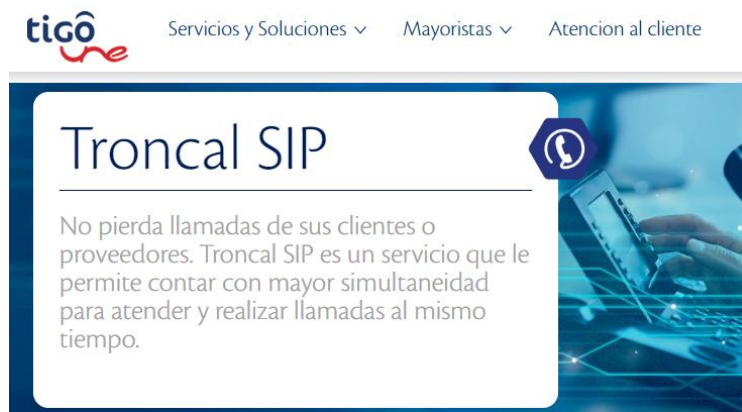 tigô
une
Servicios y Soluciones
Mayoristas
Atencion al cliente
Troncal SIP
No pierda llamadas de sus clientes o
proveedores. Troncal SIP es un servicio que le
permite contar con mayor simultaneidad
para atender y realizar llamadas al mismo
tiempo.